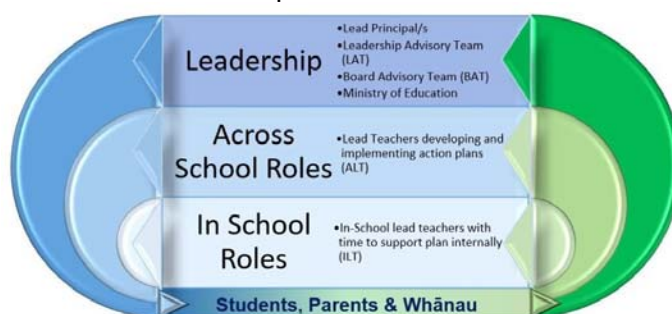 Leadership
•Lead Principal/s
•Leadership Advisory Team
(LAT)
•Board Advisory Team (BAT)
•Ministry of Education
Across
School Roles
•Lead Teachers developing and
implementing action plans
(ALT)
In School
Roles
•In-School lead teachers with
time to support plan internally
(ILT)
Students, Parents & Whānau